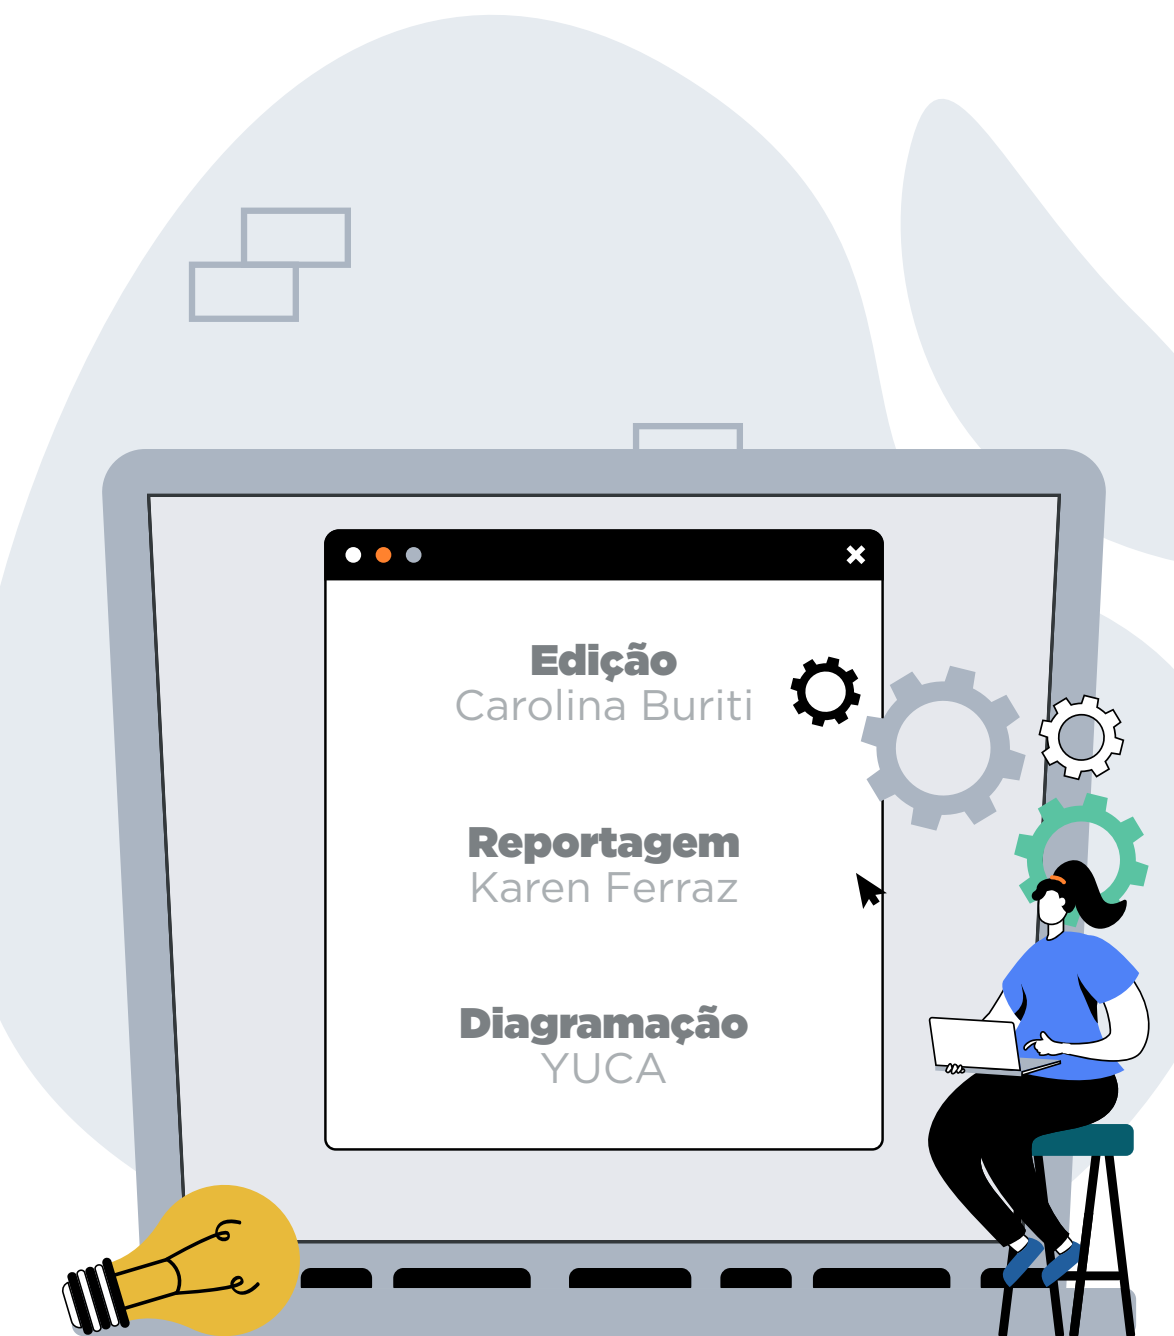 Edição
Carolina Buriti
Reportagem
Karen Ferraz
Diagramação
YUCA